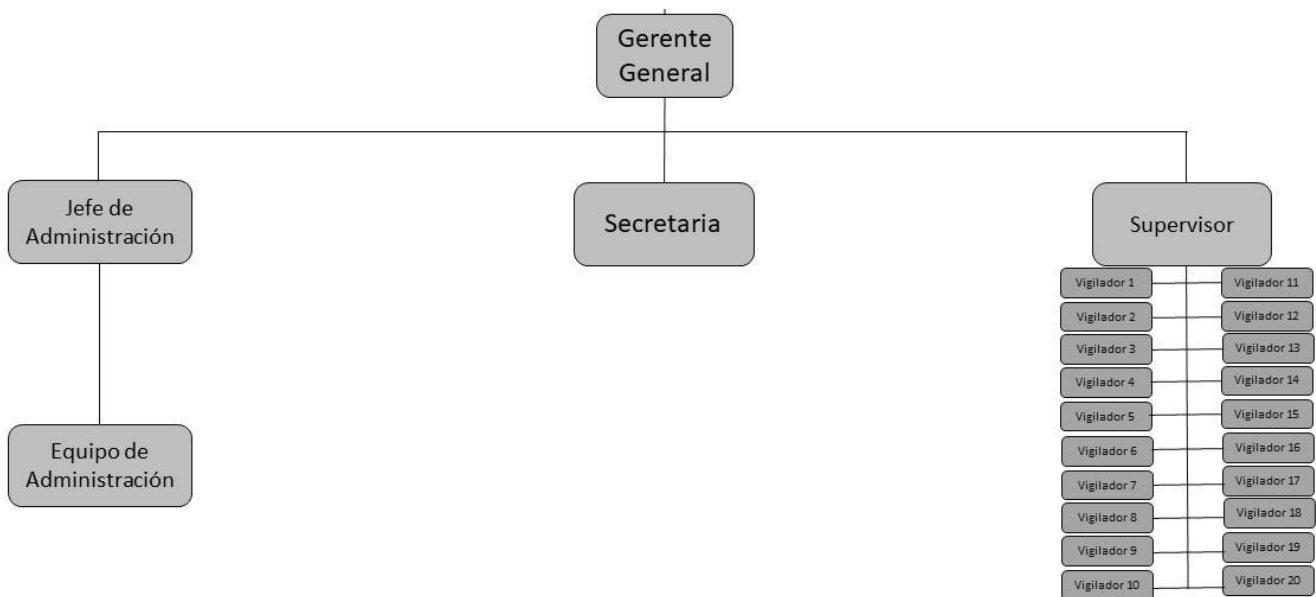 Gerente
General
Jefe de
Administración
Secretaria
Supervisor
Vigilador 1
Vigilador 11
Vigilador 2
Vigilador 12
Vigilador 3
Vigilador 13
Vigilador 4
Vigilador 14
Vigilador 5
Vigilador 15
Vigilador 6
Vigilador 16
Vigilador 7
Vigilador 17
Vigilador 8
Vigilador 18
Vigilador 9
Vigilador 19
Vigilador 10
Vigilador 20
Equipo de
Administración